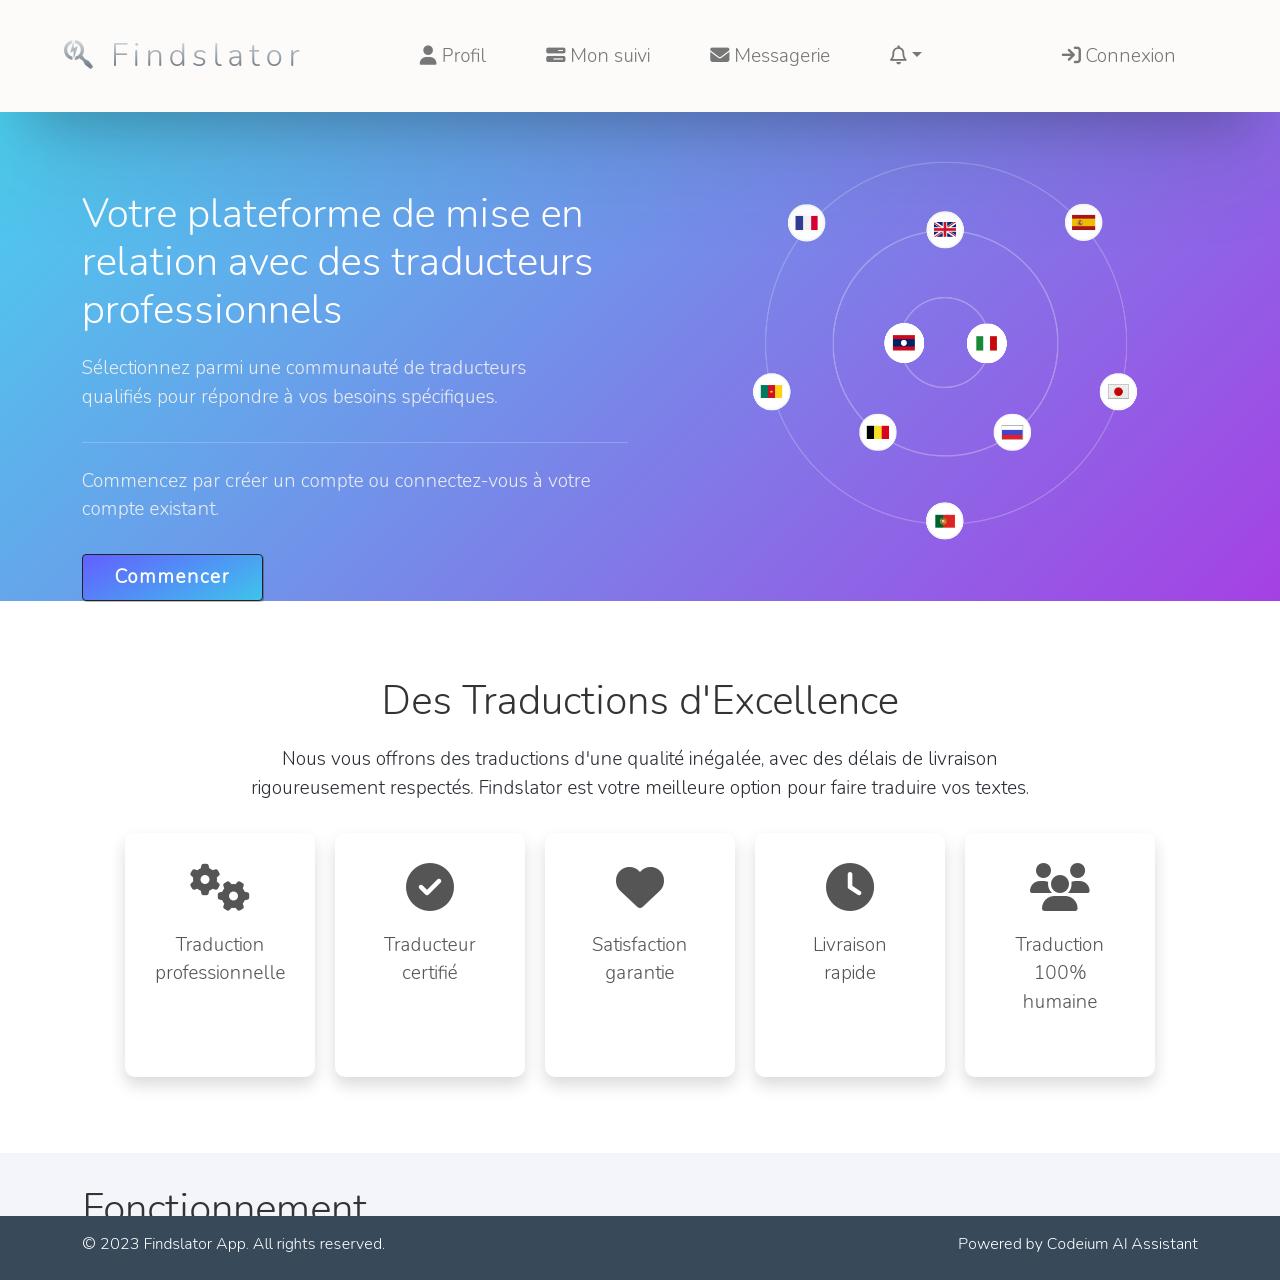 Findslator
Profil
Mon suivi
Messagerie
Connexion
Votre plateforme de mise en
relation avec des traducteurs
professionnels
Sélectionnez parmi une communauté de traducteurs
qualifiés pour répondre à vos besoins spécifiques.
Commencez par créer un compte ou connectez-vous à votre
compte existant.
Commencer
Des Traductions d'Excellence
Nous vous offrons des traductions d'une qualité inégalée, avec des délais de livraison
rigoureusement respectés. Findslator est votre meilleure option pour faire traduire vos textes.
Traduction
professionnelle
Traducteur
certifié
Satisfaction
garantie
Livraison
rapide
Traduction
100%
humaine
Fonctionnement
© 2023 Findslator App. All rights reserved.
Powered by Codeium AI Assistant